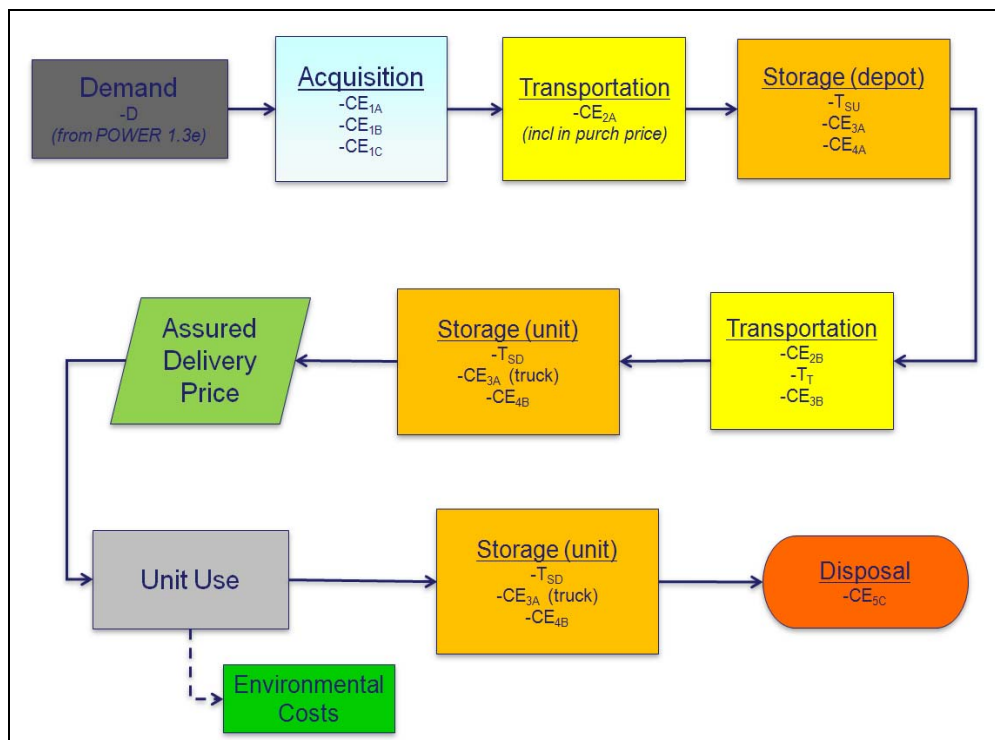 Demand
-D
(from POWER 1.3e)
Acquisition
-CE1A
-CE1B
-CE1C
Transportation
-CE2A
(incl in purch price)
Storage (depot)
-TSU
-CE3A
-CE4A
Transportation
-CE2B
-TT
-CE3B
Storage (unit)
-TSD
-CE3A (truck)
-CE4B
Assured
Delivery
Price
Unit Use
Storage (unit)
-TSD
-CE3A (truck)
-CE4B
Disposal
-CE5C
Environmental
Costs